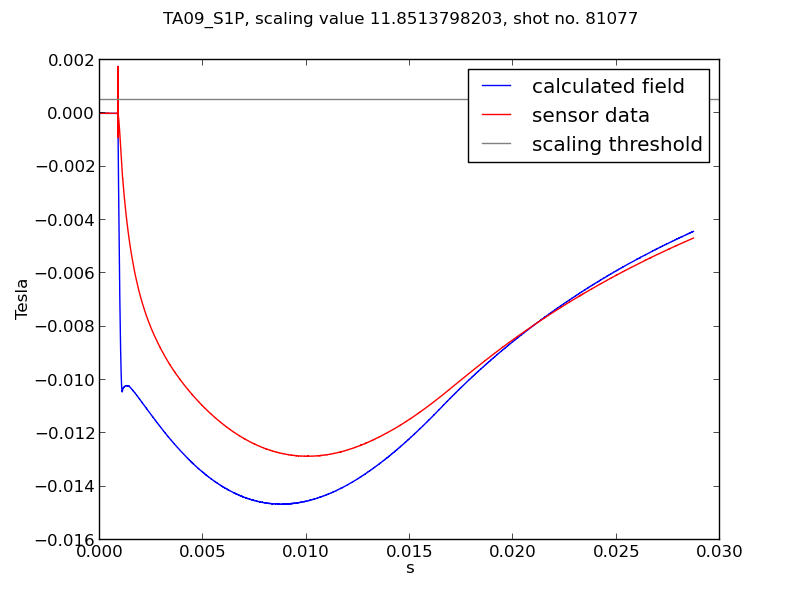 TA09_S1P, scaling value 11.8513798203, shot no. 81077
calculated field
sensor data
scaling threshold
Tesla
0.002
0.000
−0.002
−0.004
−0.006
−0.008
−0.010
−0.012
−0.014
−0.016
0.000 0.005 0.010 0.015 0.020 0.025 0.030
s